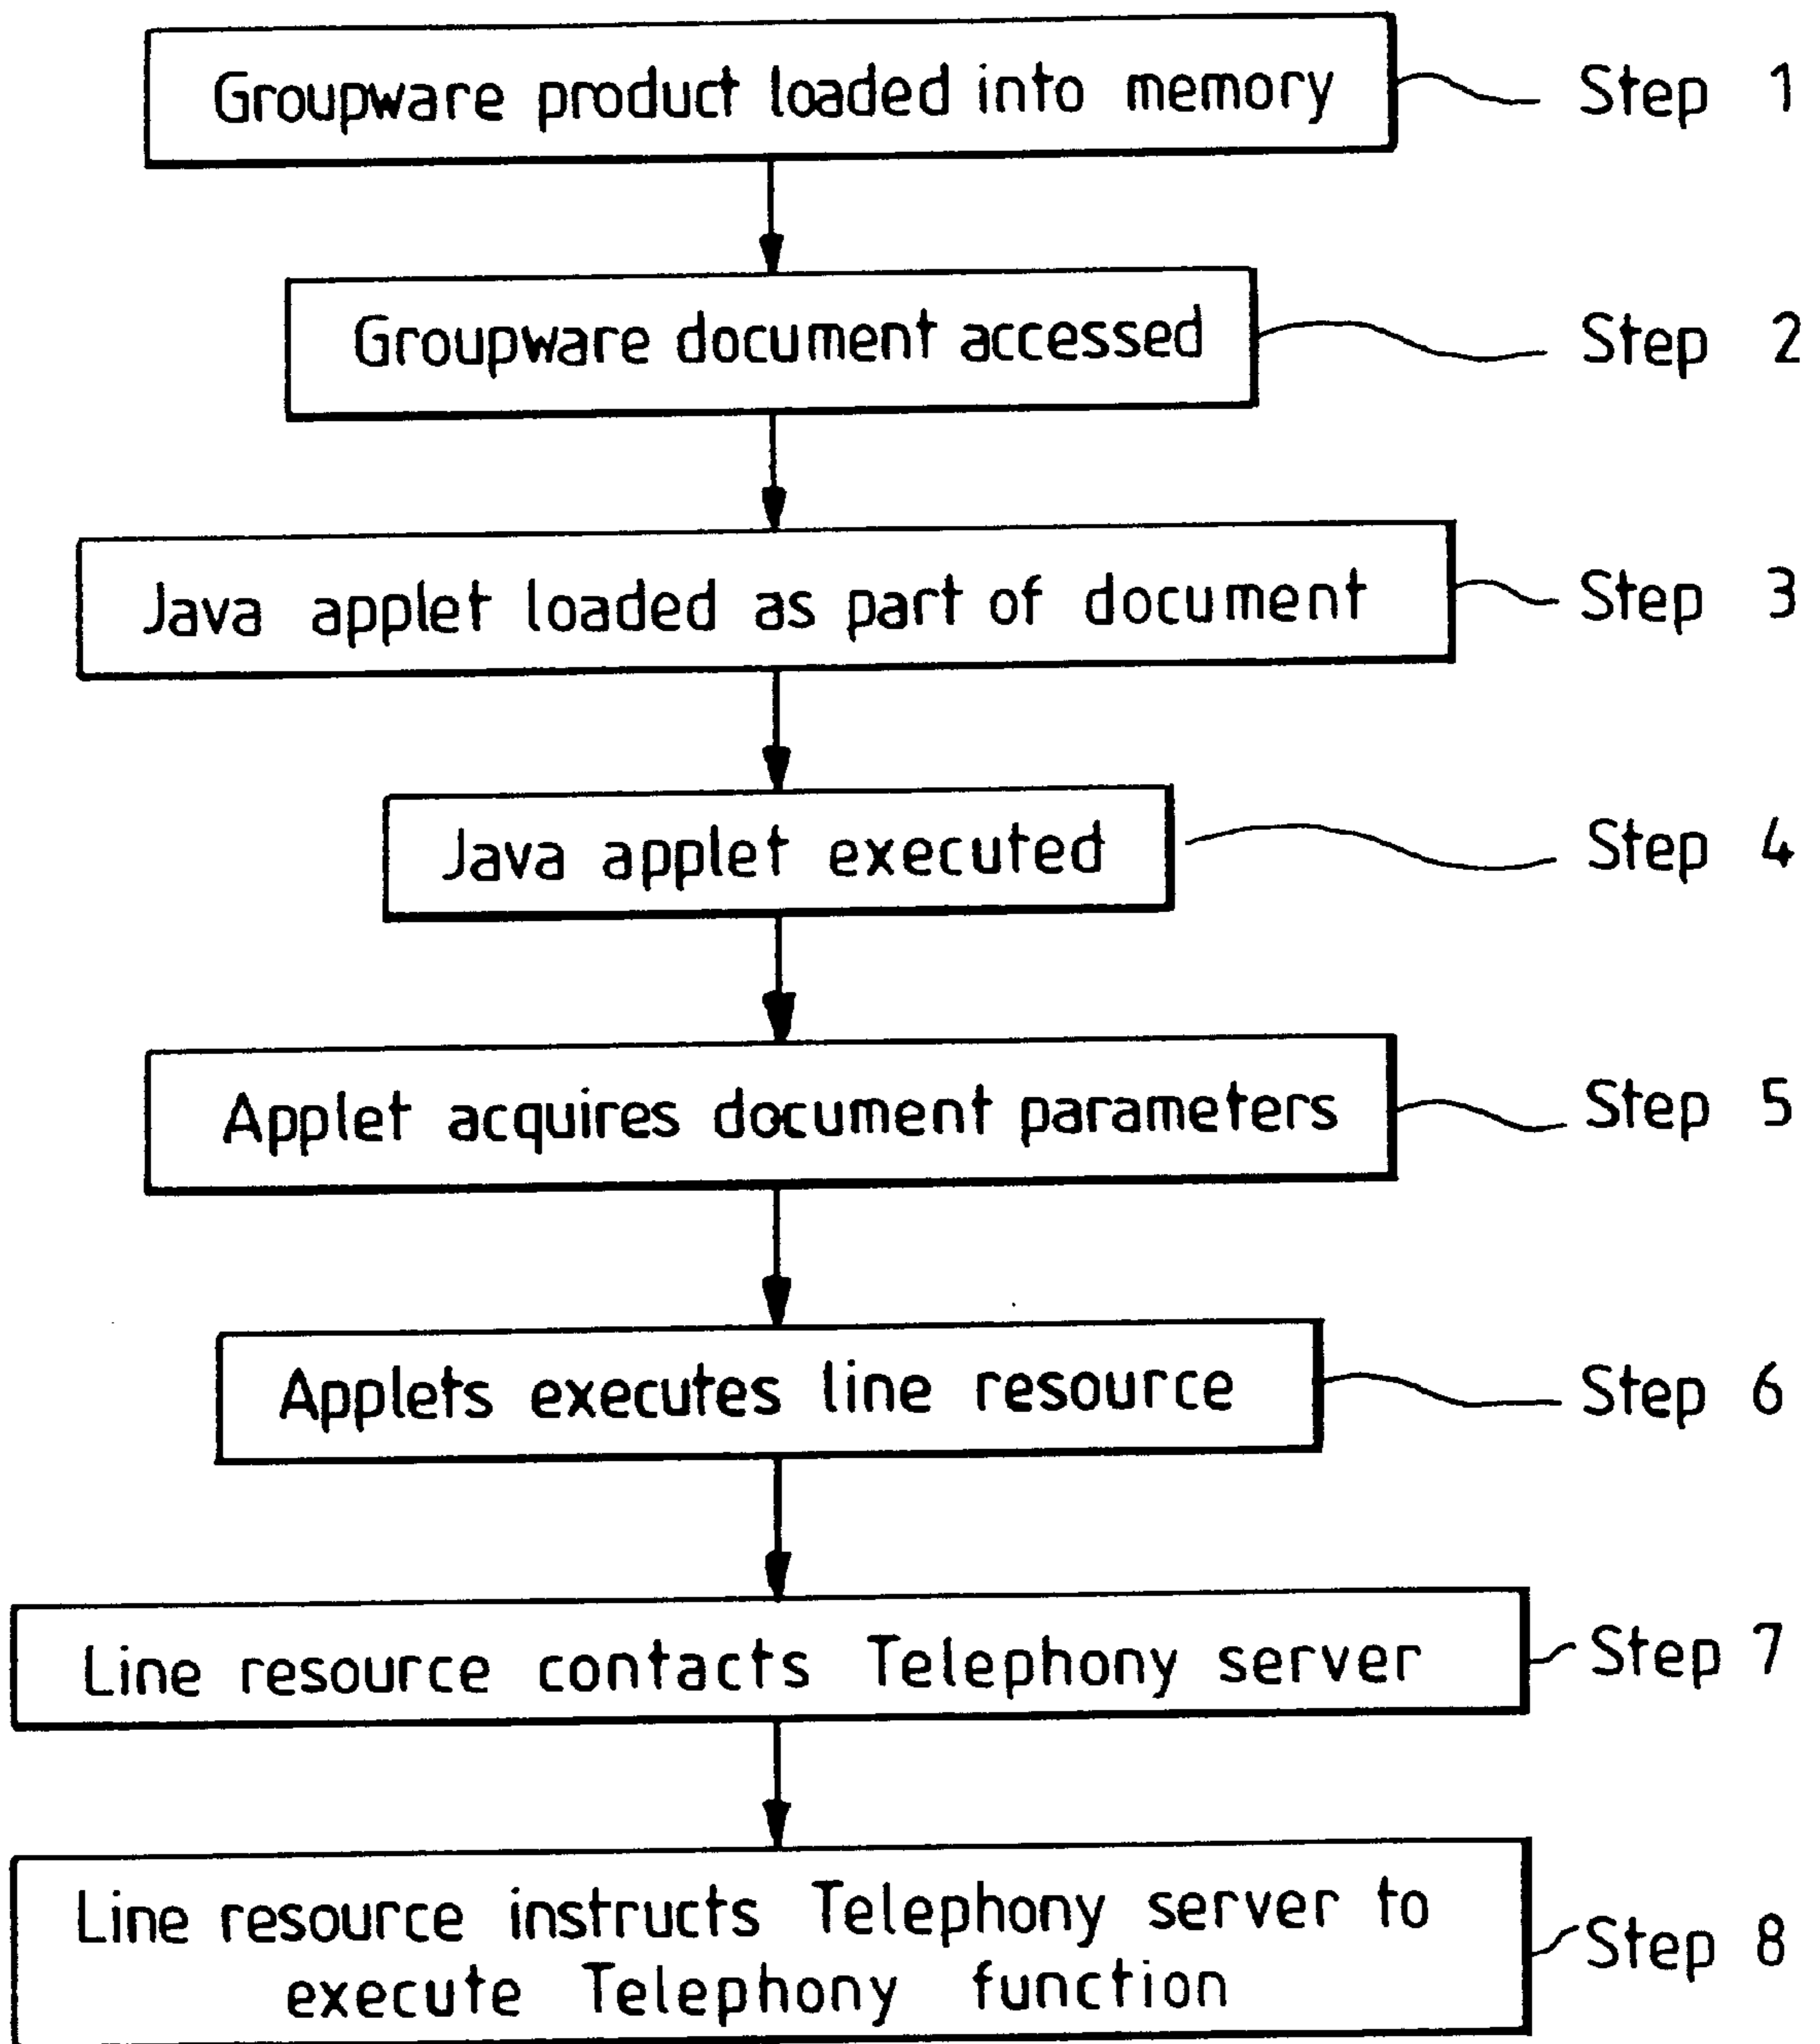 Groupware product loaded into memory Step 1
Groupware document accessed Step 2
Java applet loaded as part of document Step 3
Java applet executed Step 4
Applet acquires document parameters Step 5
Applets executes line resource Step 6
Line resource contacts Telephony server Step 7
Line resource instructs Telephony server to
execute Telephony function Step 8